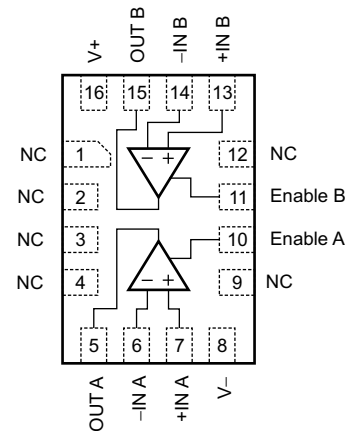 V+
OUT B
–IN B
+IN B
16
15
14
13
NC
1
– +
12
NC
NC
2
11
Enable B
NC
3
10
Enable A
NC
4
– +
9
NC
5
6
7
8
OUT A
–IN A
+IN A
V–